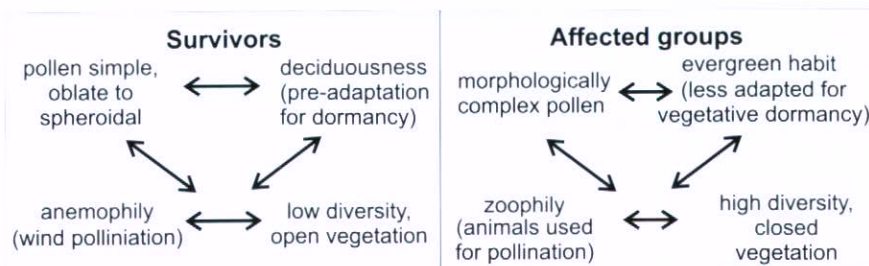 Survivors
pollen simple,
oblate to
spheroidal
deciduousness
(pre-adaptation
for dormancy)
anemophily
(wind polliniation)
low diversity,
open vegetation
Affected groups
morphologically
complex pollen
evergreen habit
(less adapted for
vegetative dormancy)
zoophily
(animals used
for pollination)
high diversity,
closed
vegetation